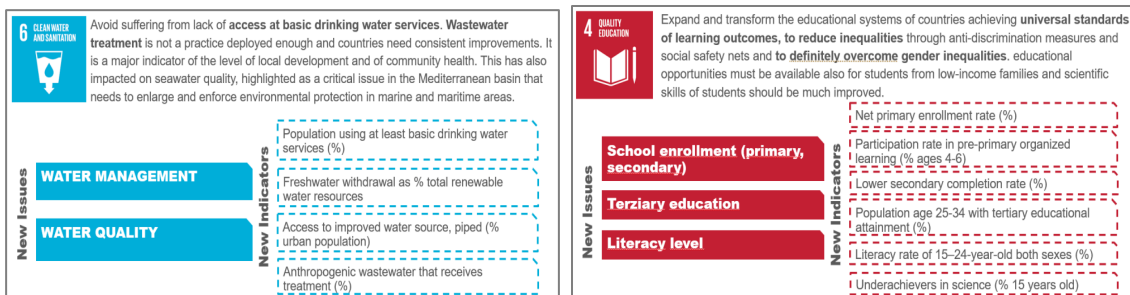 6 CLEAN WATER
AND SANITATION
Avoid suffering from lack of access at basic drinking water services. Wastewater
treatment is not a practice deployed enough and countries need consistent improvements. It
is a major indicator of the level of local development and of community health. This has also
impacted on seawater quality, highlighted as a critical issue in the Mediterranean basin that
needs to enlarge and enforce environmental protection in marine and maritime areas.
New Issues
WATER MANAGEMENT
WATER QUALITY
New Indicators
Population using at least basic drinking water
services (%)
Freshwater withdrawal as % total renewable
water resources
Access to improved water source, piped (%
urban population)
Anthropogenic wastewater that receives
treatment (%)
4 QUALITY
EDUCATION
Expand and transform the educational systems of countries achieving universal standards
of learning outcomes, to reduce inequalities through anti-discrimination measures and
social safety nets and to definitely overcome gender inequalities. educational
opportunities must be available also for students from low-income families and scientific
skills of students should be much improved.
New Issues
School enrollment (primary,
secondary)
Terziary education
Literacy level
New Indicators
Net primary enrollment rate (%)
Participation rate in pre-primary organized
learning (% ages 4-6)
Lower secondary completion rate (%)
Population age 25-34 with tertiary educational
attainment (%)
Literacy rate of 15–24-year-old both sexes (%)
Underachievers in science (% 15 years old)